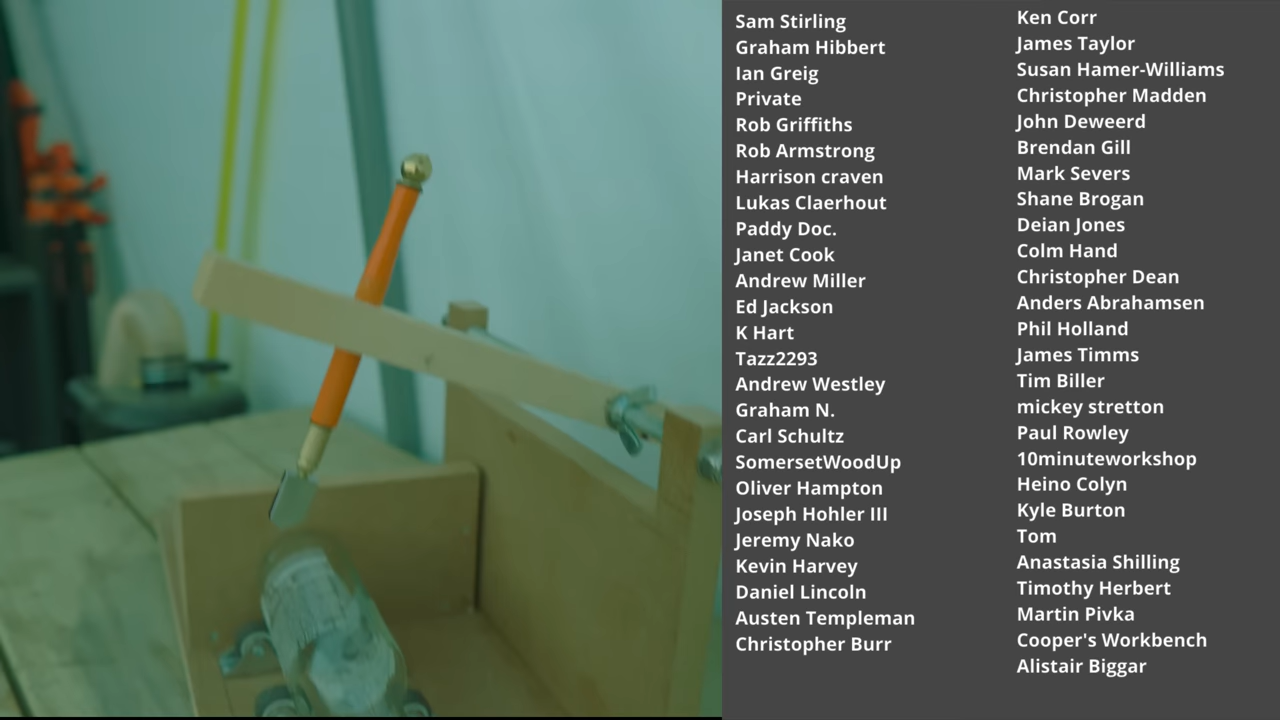 Sam Stirling
Graham Hibbert
Ian Greig
Private
Rob Griffiths
Rob Armstrong
Harrison craven
Lukas Claerhout
Paddy Doc.
Janet Cook
Andrew Miller
Ed Jackson
K Hart
Tazz2293
Andrew Westley
Graham N.
Carl Schultz
SomersetWoodUp
Oliver Hampton
Joseph Hohler III
Jeremy Nako
Kevin Harvey
Daniel Lincoln
Austen Templeman
Christopher Burr
Ken Corr
James Taylor
Susan Hamer-Williams
Christopher Madden
John Deweerd
Brendan Gill
Mark Severs
Shane Brogan
Deian Jones
Colm Hand
Christopher Dean
Anders Abrahamsen
Phil Holland
James Timms
Tim Biller
mickey stretton
Paul Rowley
10minuteworkshop
Heino Colyn
Kyle Burton
Tom
Anastasia Shilling
Timothy Herbert
Martin Pivka
Cooper's Workbench
Alistair Biggar